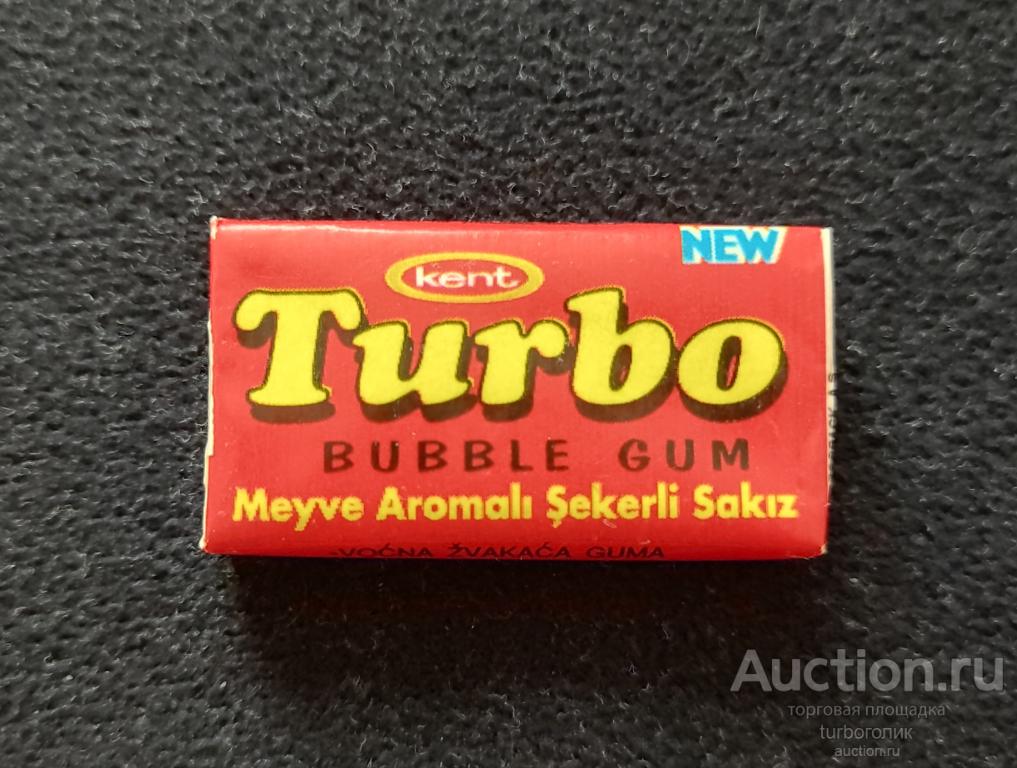 NEW
kent
Turbo
BUBBLE GUM
Meyve Aromalı Şekerli Sakız
VOĆNA ŽVAKAĆA GUMA
Auction.ru
торговая площадка
turboголик
auction.ru